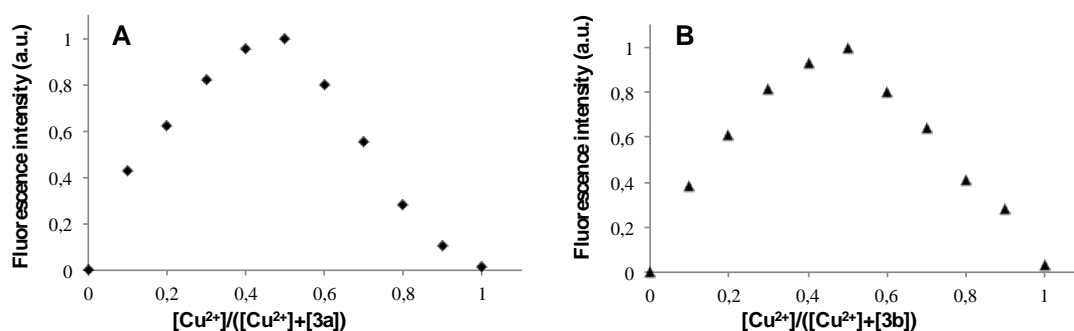 A
Fluorescence intensity (a.u.)
1
0,8
0,6
0,4
0,2
0
0 0,2 0,4 0,6 0,8 1
[Cu²⁺]/([Cu²⁺]+[3a])
B
Fluorescence intensity (a.u.)
1
0,8
0,6
0,4
0,2
0
0 0,2 0,4 0,6 0,8 1
[Cu²⁺]/([Cu²⁺]+[3b])